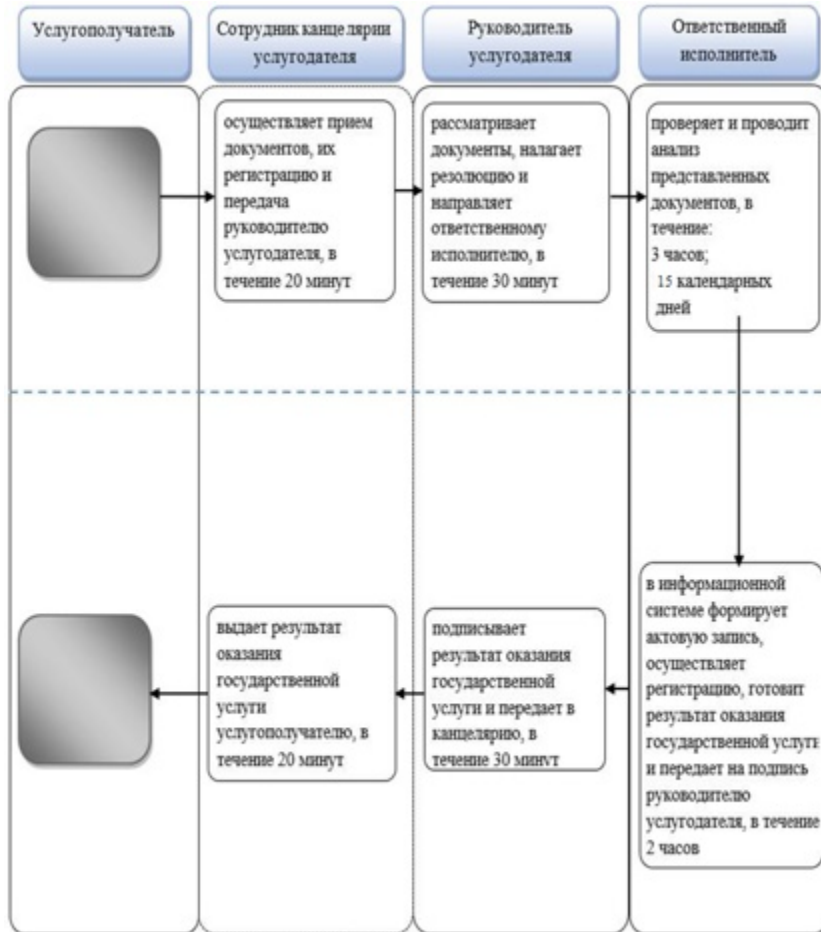 Услугополучатель
Сотрудник канцелярии
услугодателя
Руководитель
услугодателя
Ответственный
исполнитель
осуществляет прием
документов, их
регистрацию и
передача
руководителю
услугодателя, в
течение 20 минут
рассматривает
документы, налагает
резолюцию и
направляет
ответственному
исполнителю, в
течение 30 минут
проверяет и проводит
анализ
представленных
документов, в
течение:
3 часов;
15 календарных
дней
выдает результат
оказания
государственной
услуги
услугополучателю, в
течение 20 минут
подписывает
результат оказания
государственной
услуги и передает в
канцелярию, в
течение 30 минут
в информационной
системе формирует
актовую запись,
осуществляет
регистрацию, готовит
результат оказания
государственной услуги
и передает на подпись
руководителю
услугодателя, в течение
2 часов